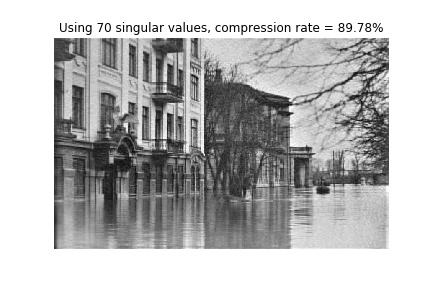 Using 70 singular values, compression rate = 89.78%